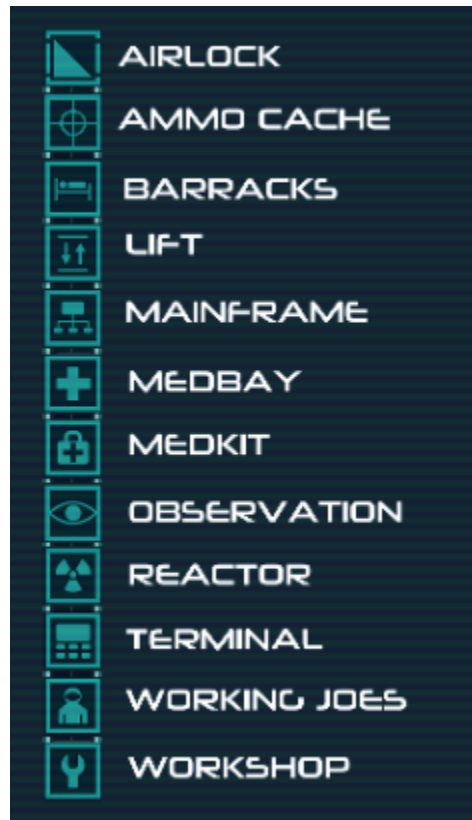 AIRLOCK
AMMO CACHE
BARRACKS
LIFT
MAINFRAME
MEDBAY
MEDKIT
OBSERVATION
REACTOR
TERMINAL
WORKING JOES
WORKSHOP